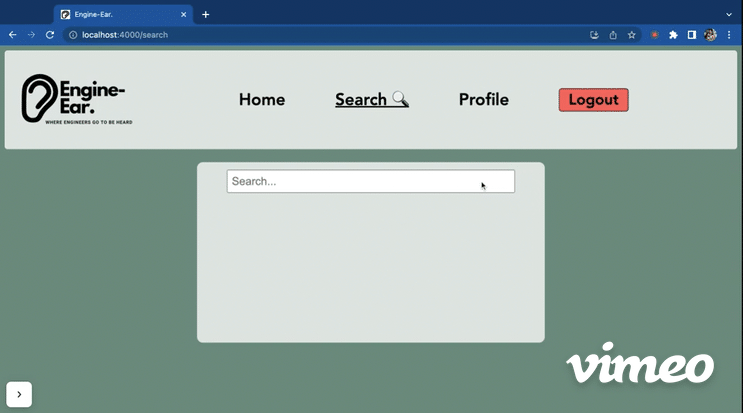 Engine-Ear.
localhost:4000/search
Engine-
Ear.
WHERE ENGINEERS GO TO BE HEARD
Home
Search
Profile
Logout
Search...
vimeo